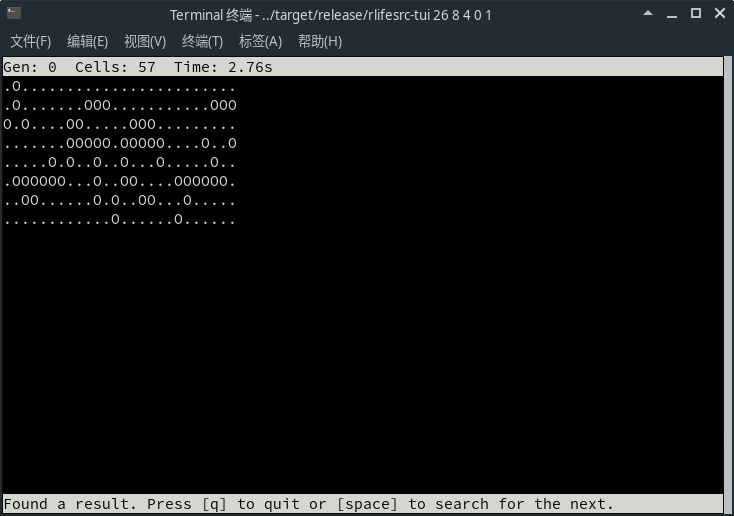 Terminal 终端 - ../target/release/rlifesrc-tui 26 8 4 0 1
文件(F) 编辑(E) 视图(V) 终端(T) 标签(A) 帮助(H)
Gen: 0  Cells: 57  Time: 2.76s
.O........................
.O.......OOO...........OOO
O.O....OO.....OOO.........
.......OOOOO.OOOOO....O..O
.....O.O..O..O...O.....O..
.OOOOOO...O..OO....OOOOOO.
..OO......O.O..OO...O.....
............O......O......
Found a result. Press [q] to quit or [space] to search for the next.